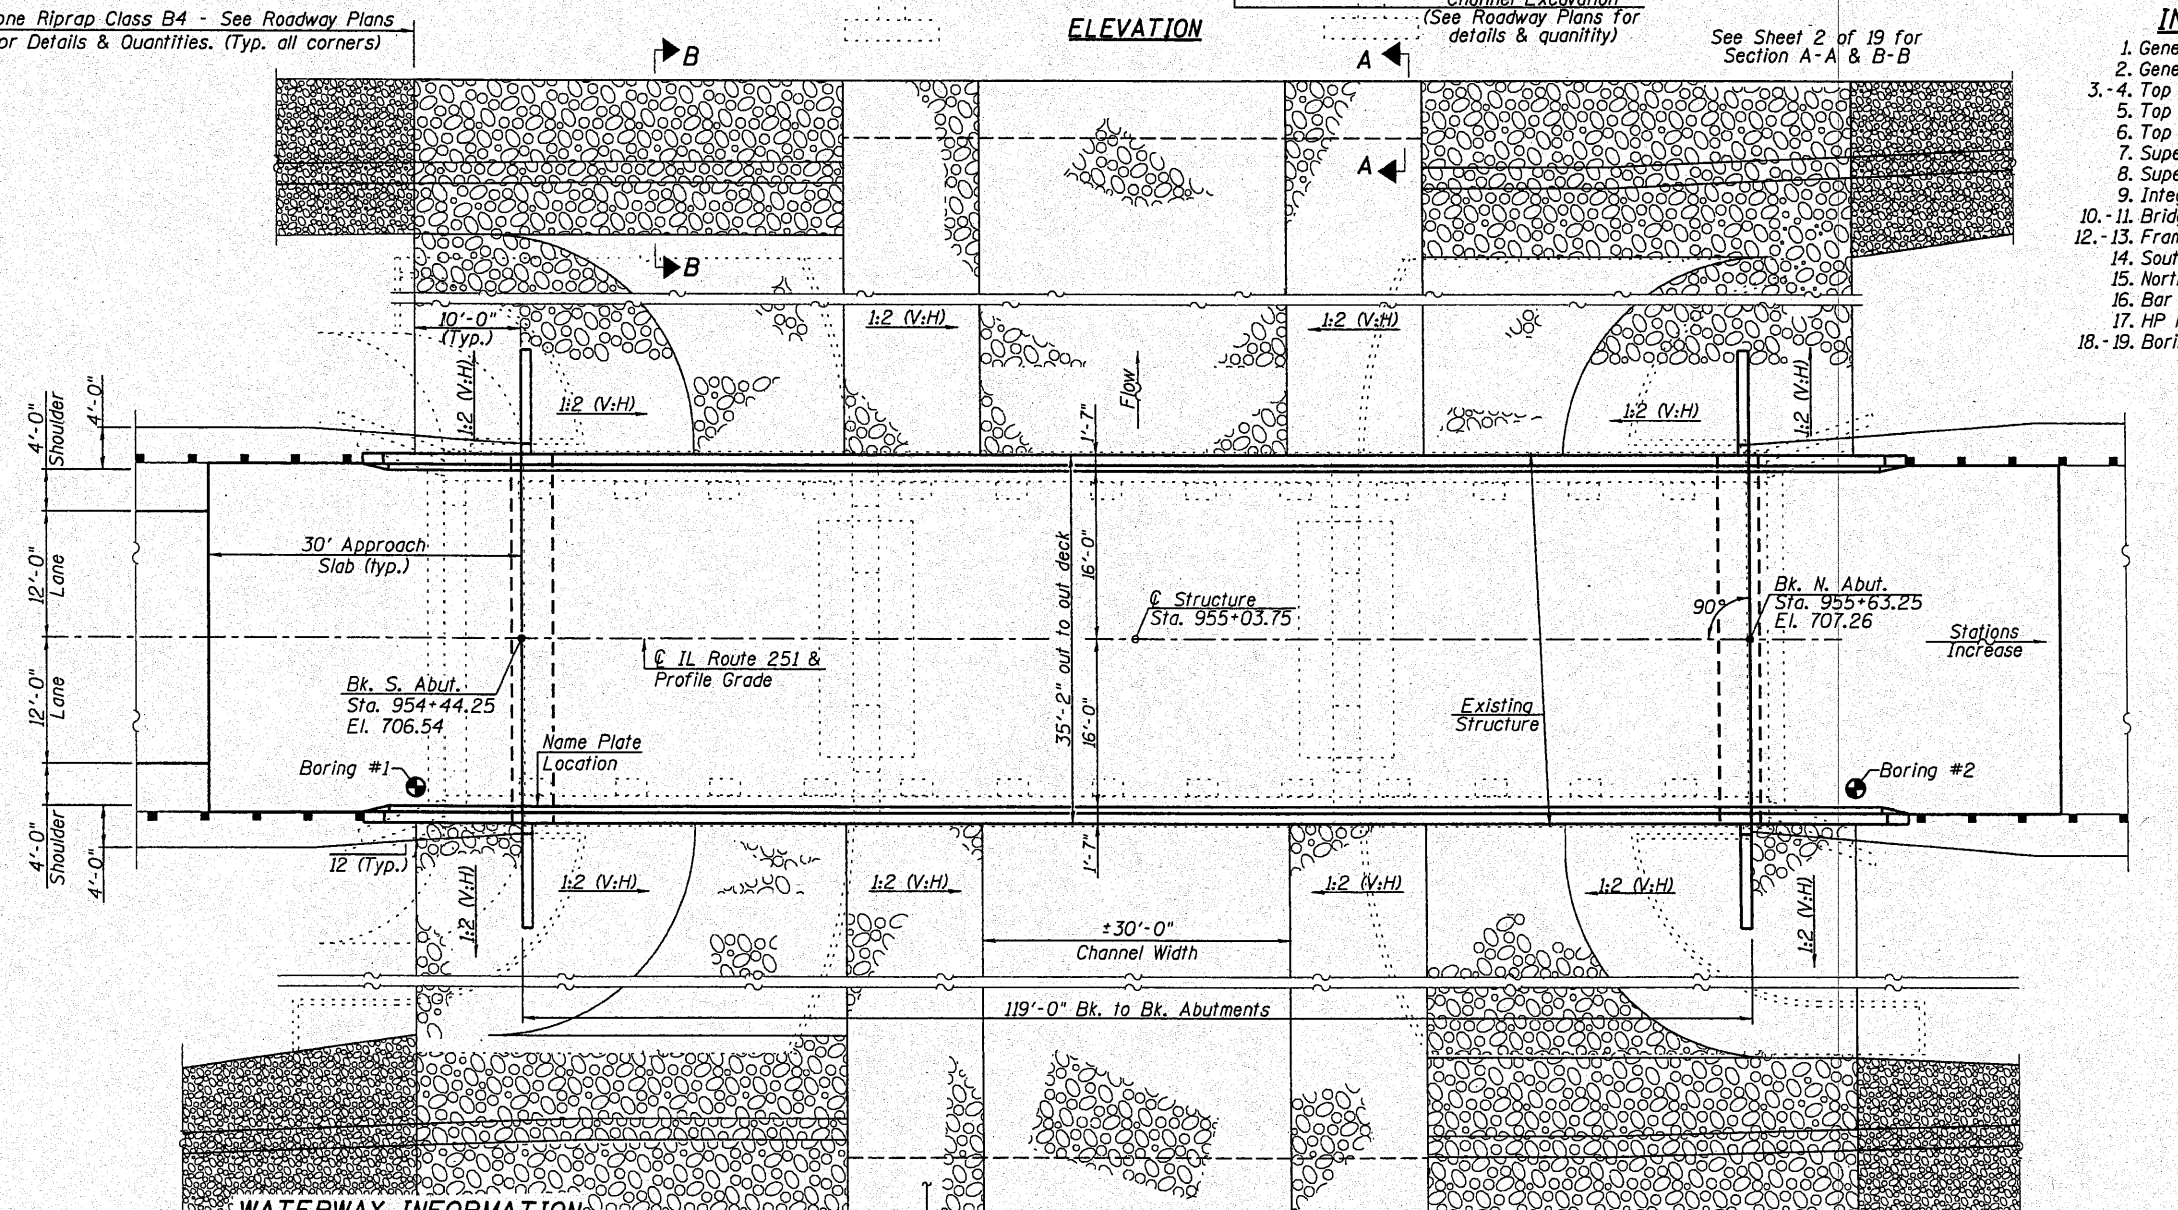 one Riprap Class B4 - See Roadway Plans
or Details & Quantities. (Typ. all corners)
ELEVATION
Channel Excavation
(See Roadway Plans for
details & quanitity)
See Sheet 2 of 19 for
Section A-A & B-B
1. Gene
2. Gene
3.-4. Top
5. Top
6. Top
7. Supe
8. Supe
9. Inte
10.-11. Brid
12.-13. Fran
14. Sout
15. Nort
16. Bar
17. HP
18.-19. Bori
B
A
A
B
10'-0"
(Typ.)
1:2 (V:H)
1:2 (V:H)
1:2 (V:H)
Flow
1:2 (V:H)
1:2 (V:H)
1:2 (V:H)
4'-0"
Shoulder
4'-0"
1'-7"
12'-0"
Lane
30' Approach
Slab (typ.)
35'-2" out to out deck
16'-0"
℄ Structure
Sta. 955+03.75
90°
Bk. N. Abut.
Sta. 955+63.25
El. 707.26
Stations
Increase
℄ IL Route 251 &
Profile Grade
12'-0"
Lane
Bk. S. Abut.
Sta. 954+44.25
El. 706.54
16'-0"
Existing
Structure
Name Plate
Location
Boring #1
Boring #2
4'-0"
Shoulder
4'-0"
12 (Typ.)
1'-7"
1:2 (V:H)
1:2 (V:H)
1:2 (V:H)
1:2 (V:H)
1:2 (V:H)
1:2 (V:H)
±30'-0"
Channel Width
119'-0" Bk. to Bk. Abutments
WATERWAY INFORMATION